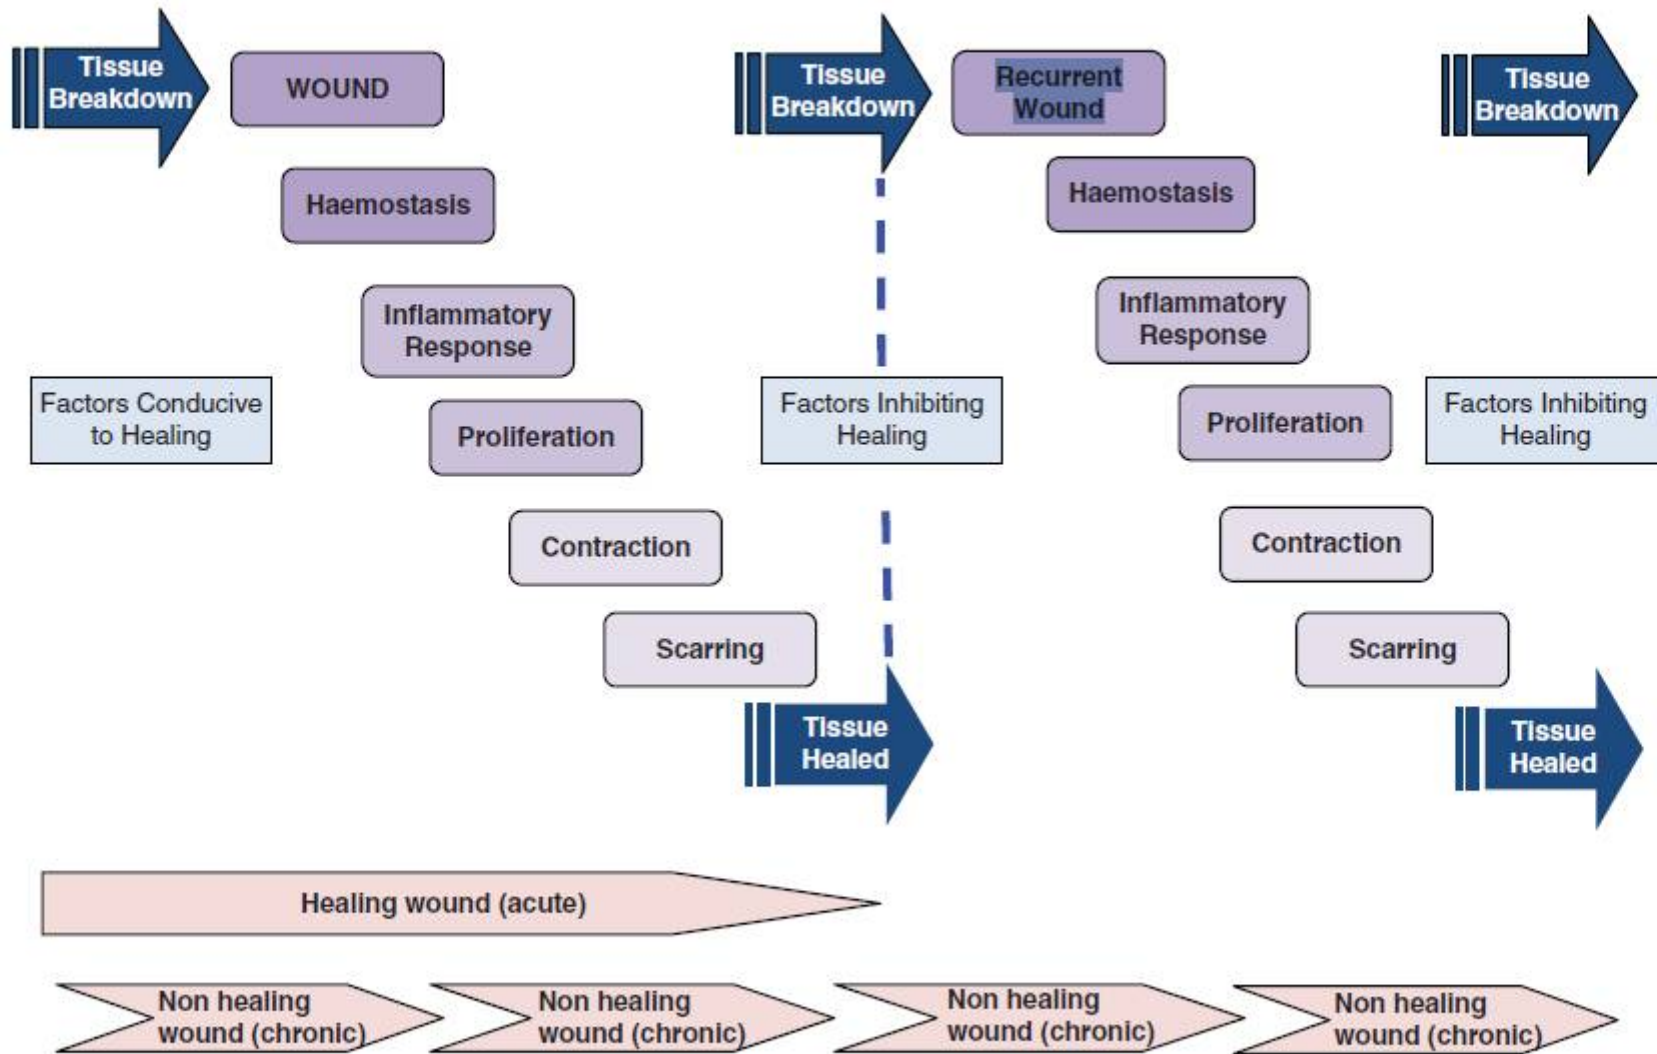 Tissue
Breakdown
WOUND
Tissue
Breakdown
Recurrent
Wound
Tissue
Breakdown
Haemostasis
Haemostasis
Inflammatory
Response
Inflammatory
Response
Factors Conducive
to Healing
Proliferation
Factors Inhibiting
Healing
Proliferation
Factors Inhibiting
Healing
Contraction
Contraction
Scarring
Scarring
Tissue
Healed
Tissue
Healed
Healing wound (acute)
Non healing
wound (chronic)
Non healing
wound (chronic)
Non healing
wound (chronic)
Non healing
wound (chronic)